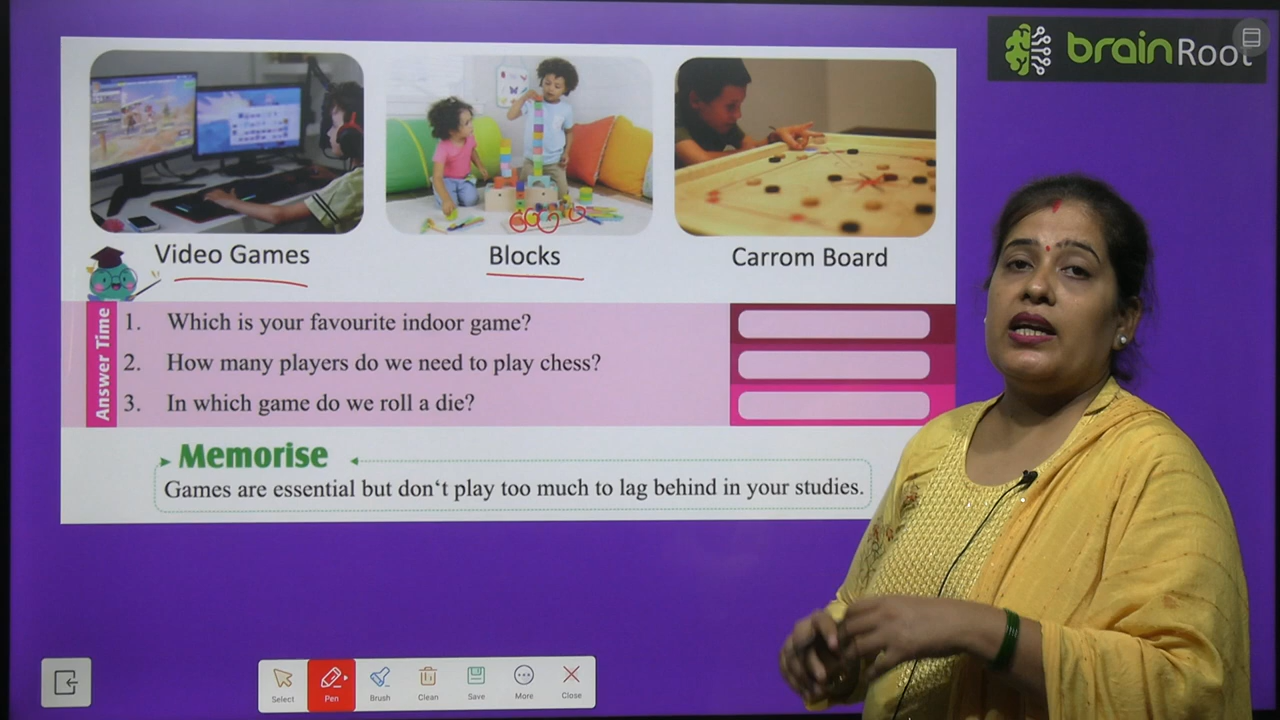 brainRoot
Video Games
Blocks
Carrom Board
Answer Time
1. Which is your favourite indoor game?
2. How many players do we need to play chess?
3. In which game do we roll a die?
Memorise
Games are essential but don‘t play too much to lag behind in your studies.
Select
Pen
Brush
Clean
Save
More
Close